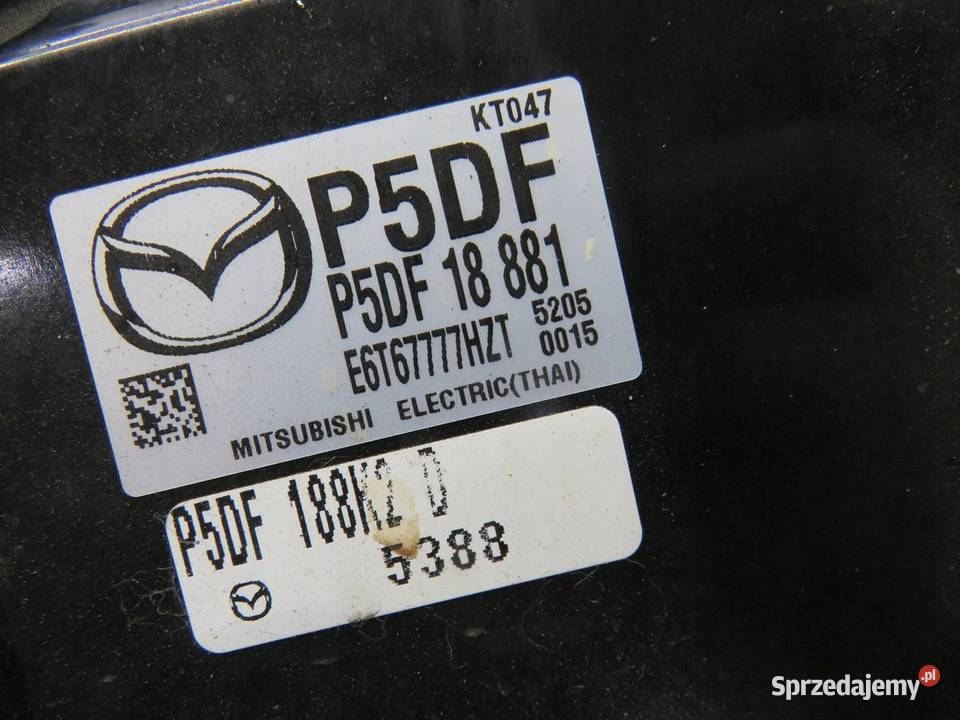 KT047
P5DF
P5DF 18 881
E6T67777HZT 5205
0015
MITSUBISHI ELECTRIC(THAI)
P5DF 188K2 D
5388
Sprzedajemy.pl